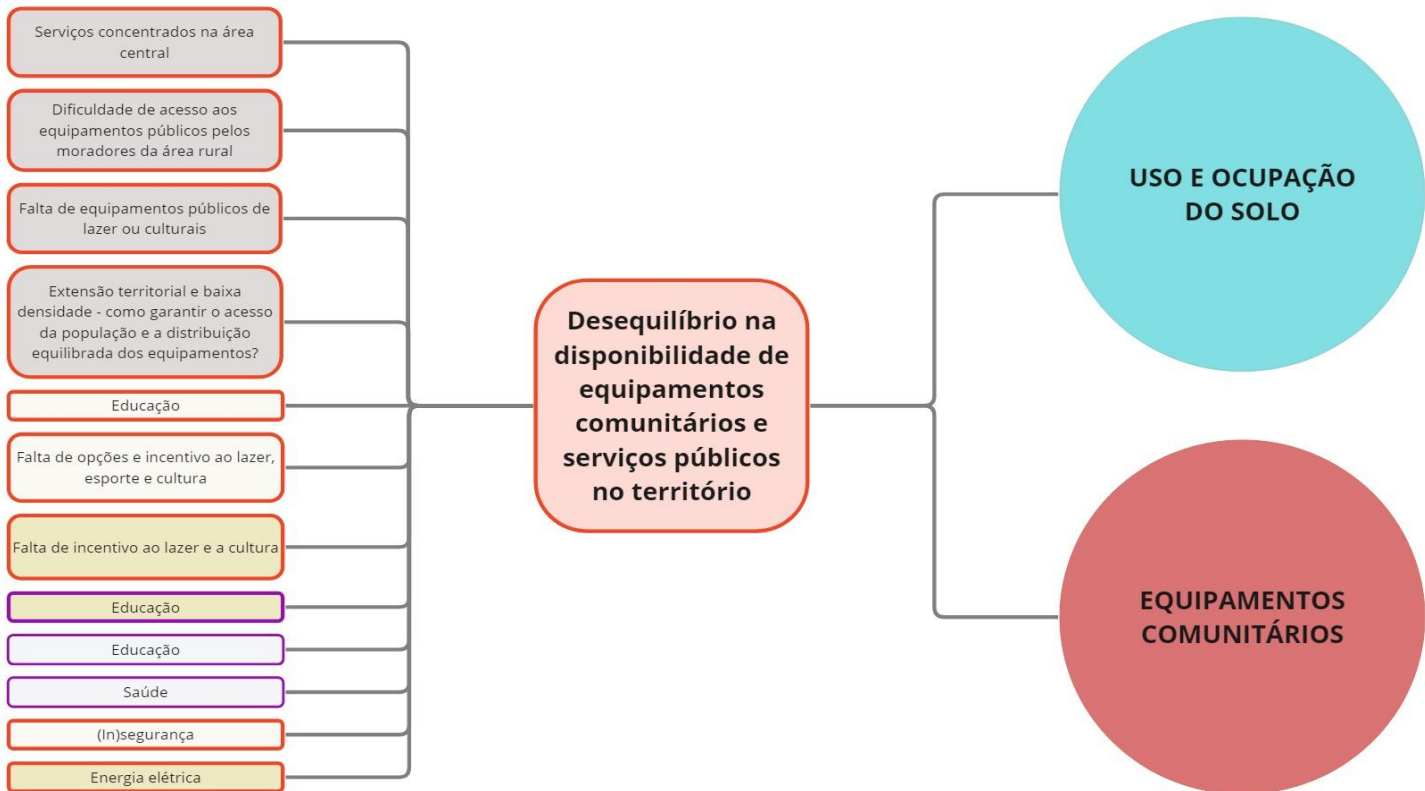 Serviços concentrados na área
central
Dificuldade de acesso aos
equipamentos públicos pelos
moradores da área rural
Falta de equipamentos públicos de
lazer ou culturais
Extensão territorial e baixa
densidade - como garantir o acesso
da população e a distribuição
equilibrada dos equipamentos?
Educação
Falta de opções e incentivo ao lazer,
esporte e cultura
Falta de incentivo ao lazer e a cultura
Educação
Educação
Saúde
(In)segurança
Energia elétrica
Desequilíbrio na
disponibilidade de
equipamentos
comunitários e
serviços públicos
no território
USO E OCUPAÇÃO
DO SOLO
EQUIPAMENTOS
COMUNITÁRIOS